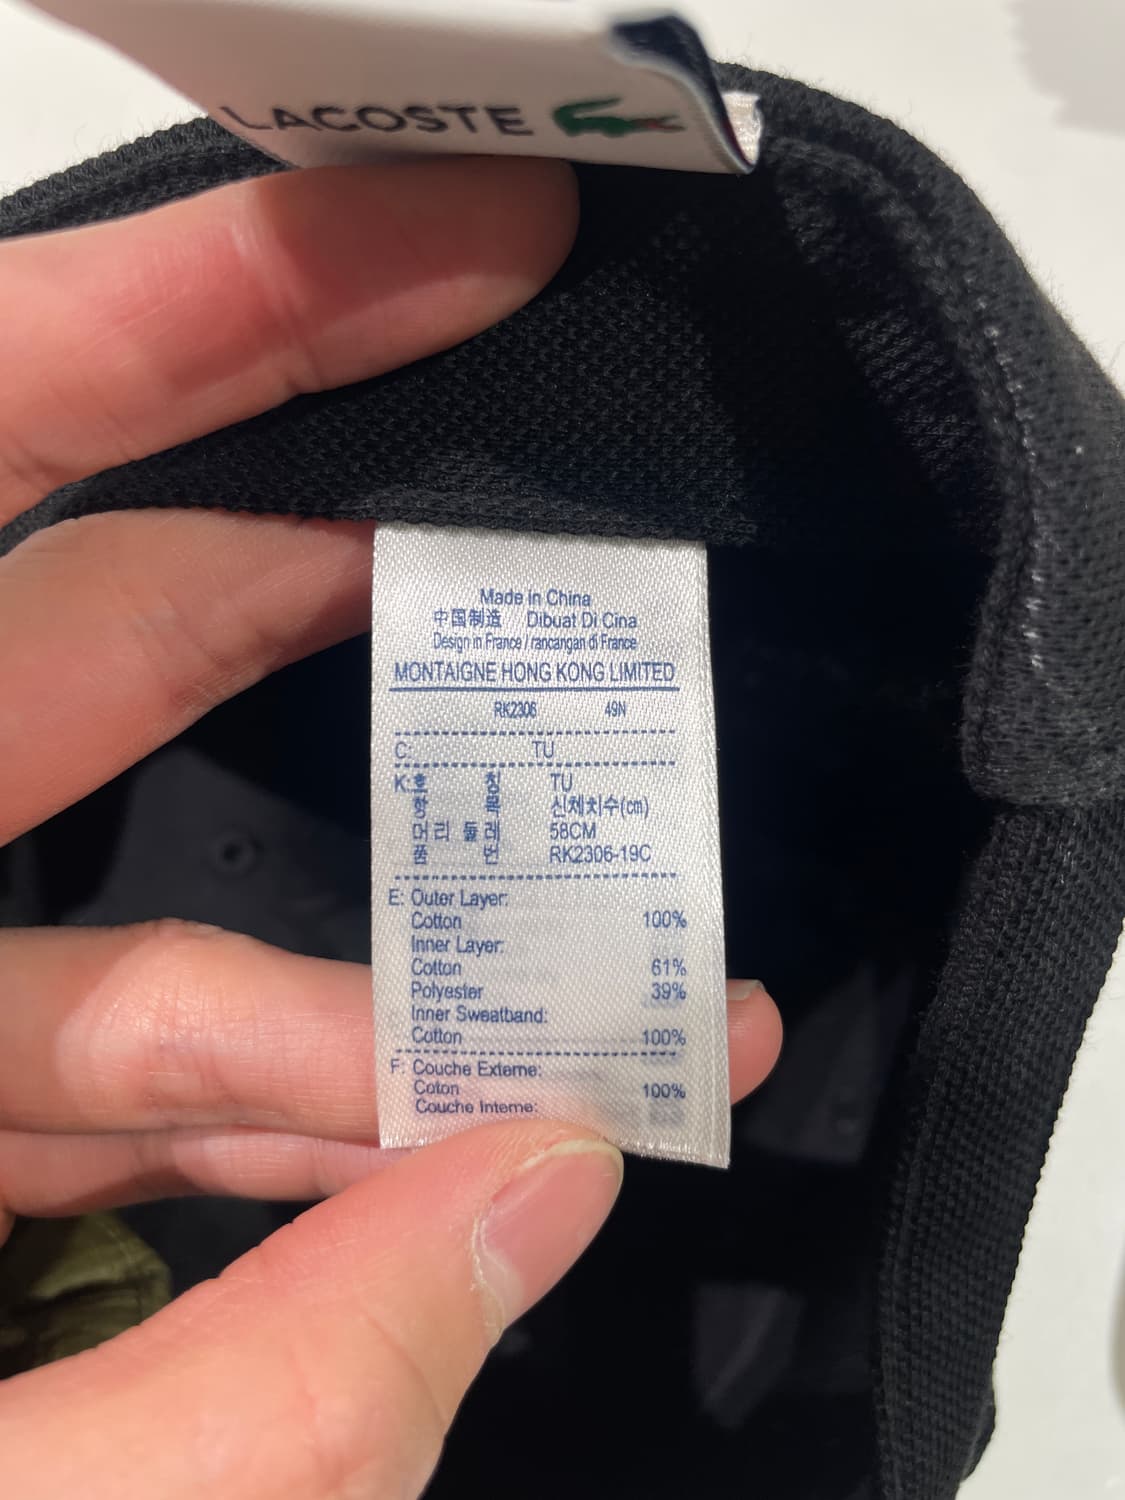 LACOSTE
Made in China
中国制造 Dibuat Di Cina
Design in France / rancangan di France
MONTAIGNE HONG KONG LIMITED
RK2306 49N
C: TU
K: 호 칭 TU
항 목 신체치수(cm)
머리 둘레 58CM
품 번 RK2306-19C
E: Outer Layer:
Cotton 100%
Inner Layer:
Cotton 61%
Polyester 39%
Inner Sweatband:
Cotton 100%
F: Couche Externe:
Coton 100%
Couche Interne: